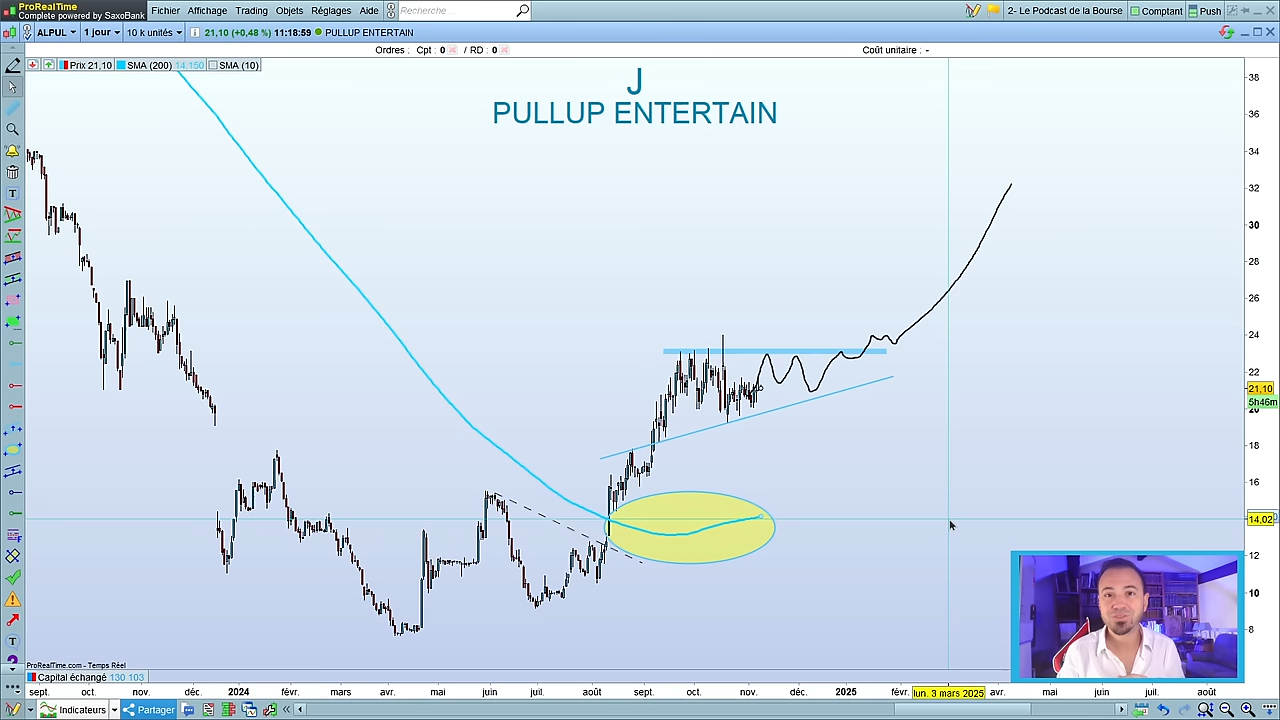 ProRealTime
Complete powered by SaxoBank
Fichier Affichage Trading Ordres Réglages Aide Recherche
2- Le Podcast de la Bourse Comptant Push
ALPUL 1 jour 10 k unités 21,10 (+0,48 %) 11:18:59 PULLUP ENTERTAIN
Ordres : Cpt : 0 / RD : 0 Coût unitaire : -
Prix 21,10 SMA (200) 14.150 SMA (10)
J
PULLUP ENTERTAIN
38
36
34
32
30
28
26
24
22
21,10
5h46m
20
18
16
14,02
12
10
8
ProRealTime.com - Temps Réel
Capital échangé 130 103
sept. oct. nov. déc. 2024 févr. mars avr. mai juin juil. août sept. oct. nov. déc. 2025 févr. lun. 3 mars 2025 avr. mai juin juil. août
Indicateurs Partager